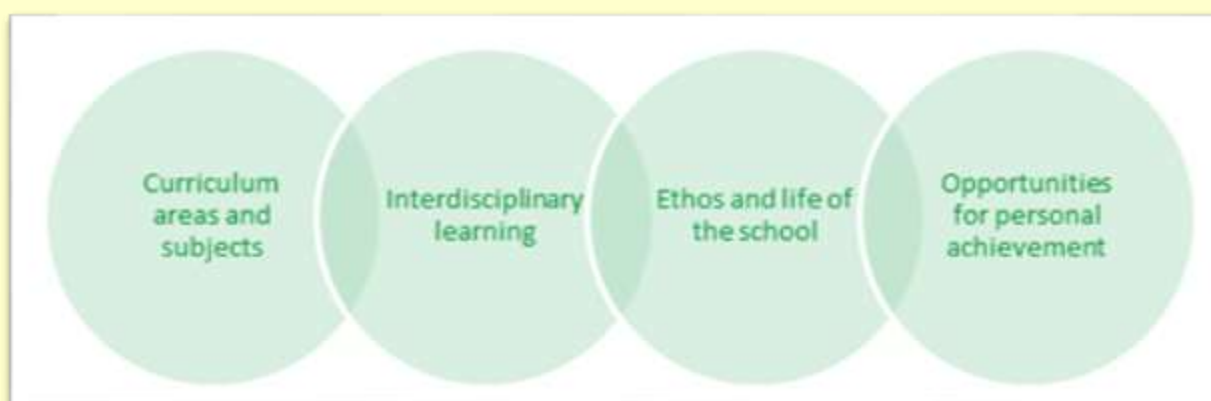 Curriculum
areas and
subjects
Interdisciplinary
learning
Ethos and life of
the school
Opportunities
for personal
achievement